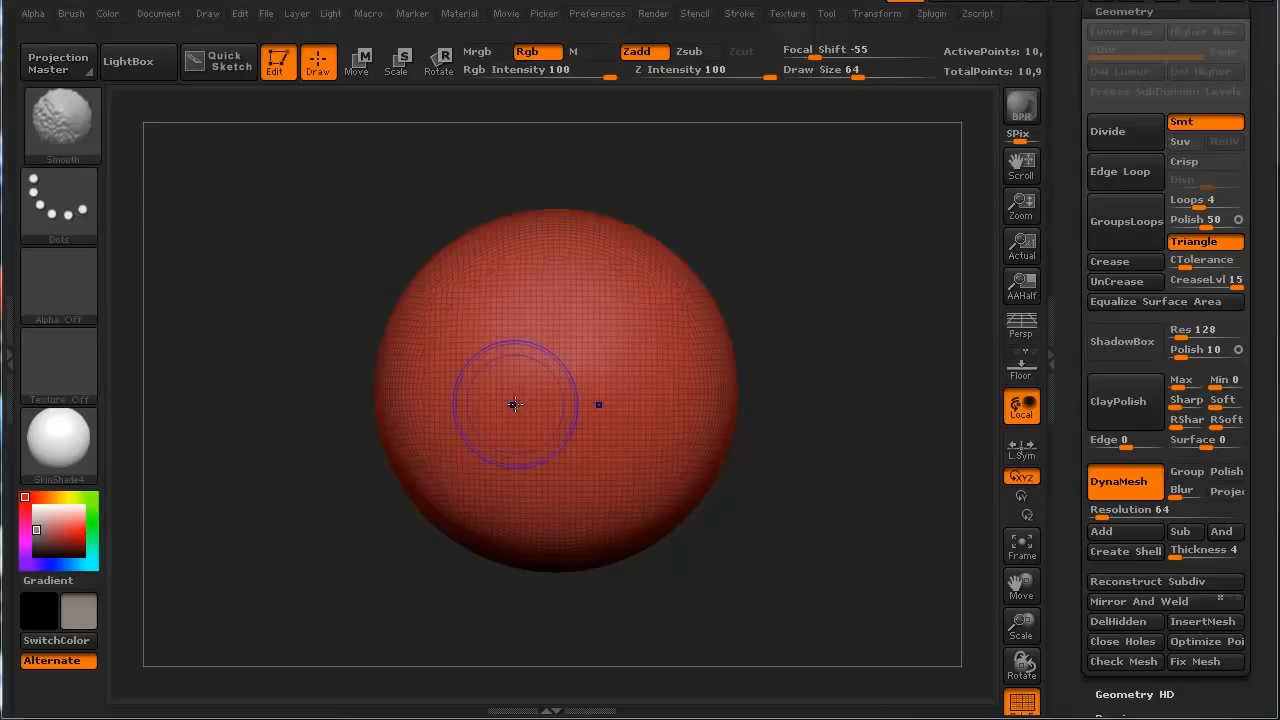 Alpha Brush Color Document Draw Edit File Layer Light Macro Marker Material Movie Picker Preferences Render Stencil Stroke Texture Tool Transform Zplugin Zscript
Projection Master
LightBox
Quick Sketch
Edit
Draw
Move
Scale
Rotate
Mrgb Rgb M
Rgb Intensity 100
Zadd Zsub Zcut
Z Intensity 100
Focal Shift -55
Draw Size 64
ActivePoints: 10,
TotalPoints: 10,9
Smooth
Dots
Alpha Off
Texture Off
SkinShade4
Gradient
SwitchColor
Alternate
BPR
SPix
Scroll
Zoom
Actual
AAHalf
Persp
Floor
Local
L.Sym
XYZ
Y
Z
Frame
Move
Scale
Rotate
Geometry
Lower Res Higher Res
Cage
Del Lower Del Higher
Freeze SubDivision Levels
Divide
Smt
Suv
Edge Loop
Crisp
Disp
GroupsLoops
Loops 4
Polish 50
Triangle
Crease
CTolerance
UnCrease
CreaseLvl 15
Equalize Surface Area
ShadowBox
Res 128
Polish 10
ClayPolish
Max Min 0
Sharp Soft
RShar RSoft
Edge 0 Surface 0
DynaMesh
Group Polish
Blur Projec
Resolution 64
Add Sub And
Create Shell Thickness 4
Reconstruct Subdiv
Mirror And Weld
DelHidden InsertMesh
Close Holes Optimize Poi
Check Mesh Fix Mesh
Geometry HD